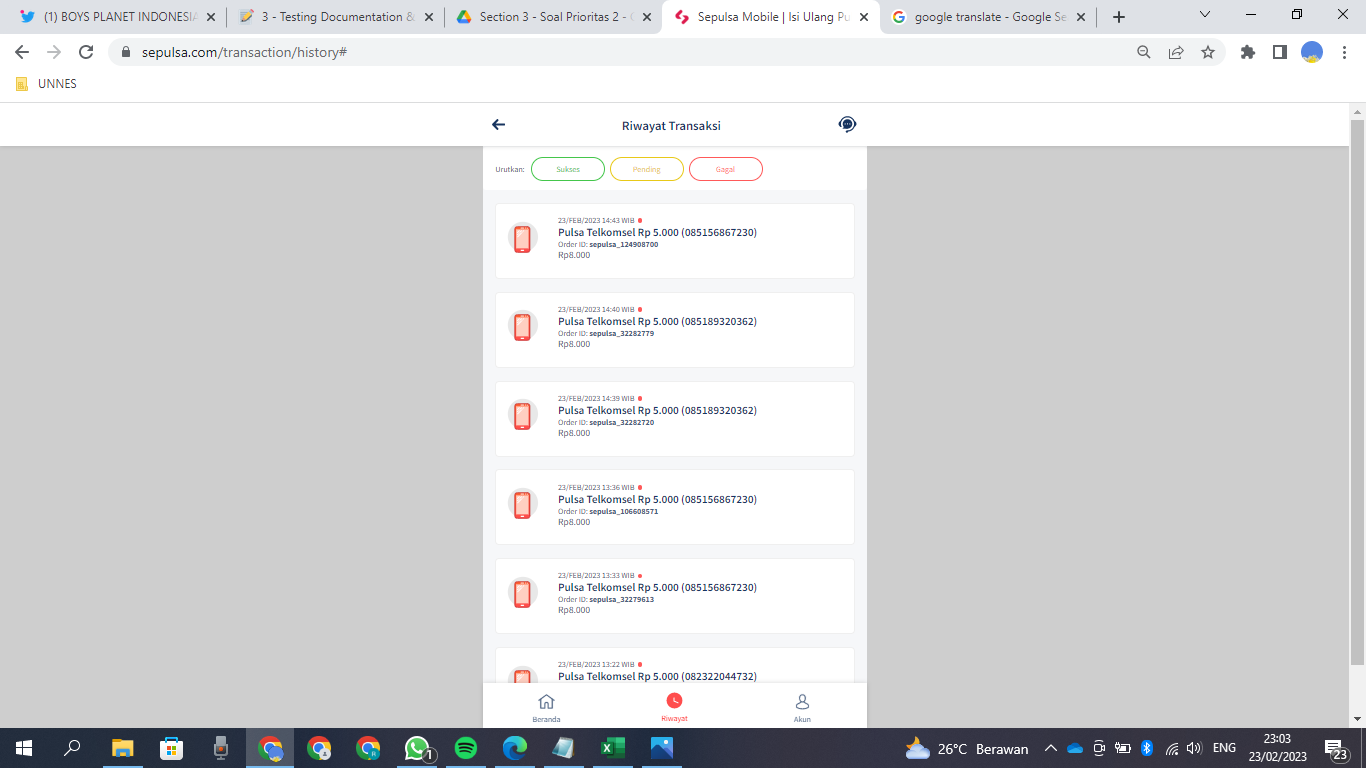 (1) BOYS PLANET INDONESIA
3 - Testing Documentation &
Section 3 - Soal Prioritas 2 -
Sepulsa Mobile | Isi Ulang Pu
google translate - Google Se
sepulsa.com/transaction/history#
UNNES
Riwayat Transaksi
Urutkan: Sukses Pending Gagal
23/FEB/2023 14:43 WIB
Pulsa Telkomsel Rp 5.000 (085156867230)
Order ID: sepulsa_124908700
Rp8.000
23/FEB/2023 14:40 WIB
Pulsa Telkomsel Rp 5.000 (085189320362)
Order ID: sepulsa_32282779
Rp8.000
23/FEB/2023 14:39 WIB
Pulsa Telkomsel Rp 5.000 (085189320362)
Order ID: sepulsa_32282720
Rp8.000
23/FEB/2023 13:36 WIB
Pulsa Telkomsel Rp 5.000 (085156867230)
Order ID: sepulsa_106608571
Rp8.000
23/FEB/2023 13:33 WIB
Pulsa Telkomsel Rp 5.000 (085156867230)
Order ID: sepulsa_32279613
Rp8.000
23/FEB/2023 13:22 WIB
Pulsa Telkomsel Rp 5.000 (082322044732)
Beranda Riwayat Akun
1
26°C Berawan ENG
23:03
23/02/2023
23